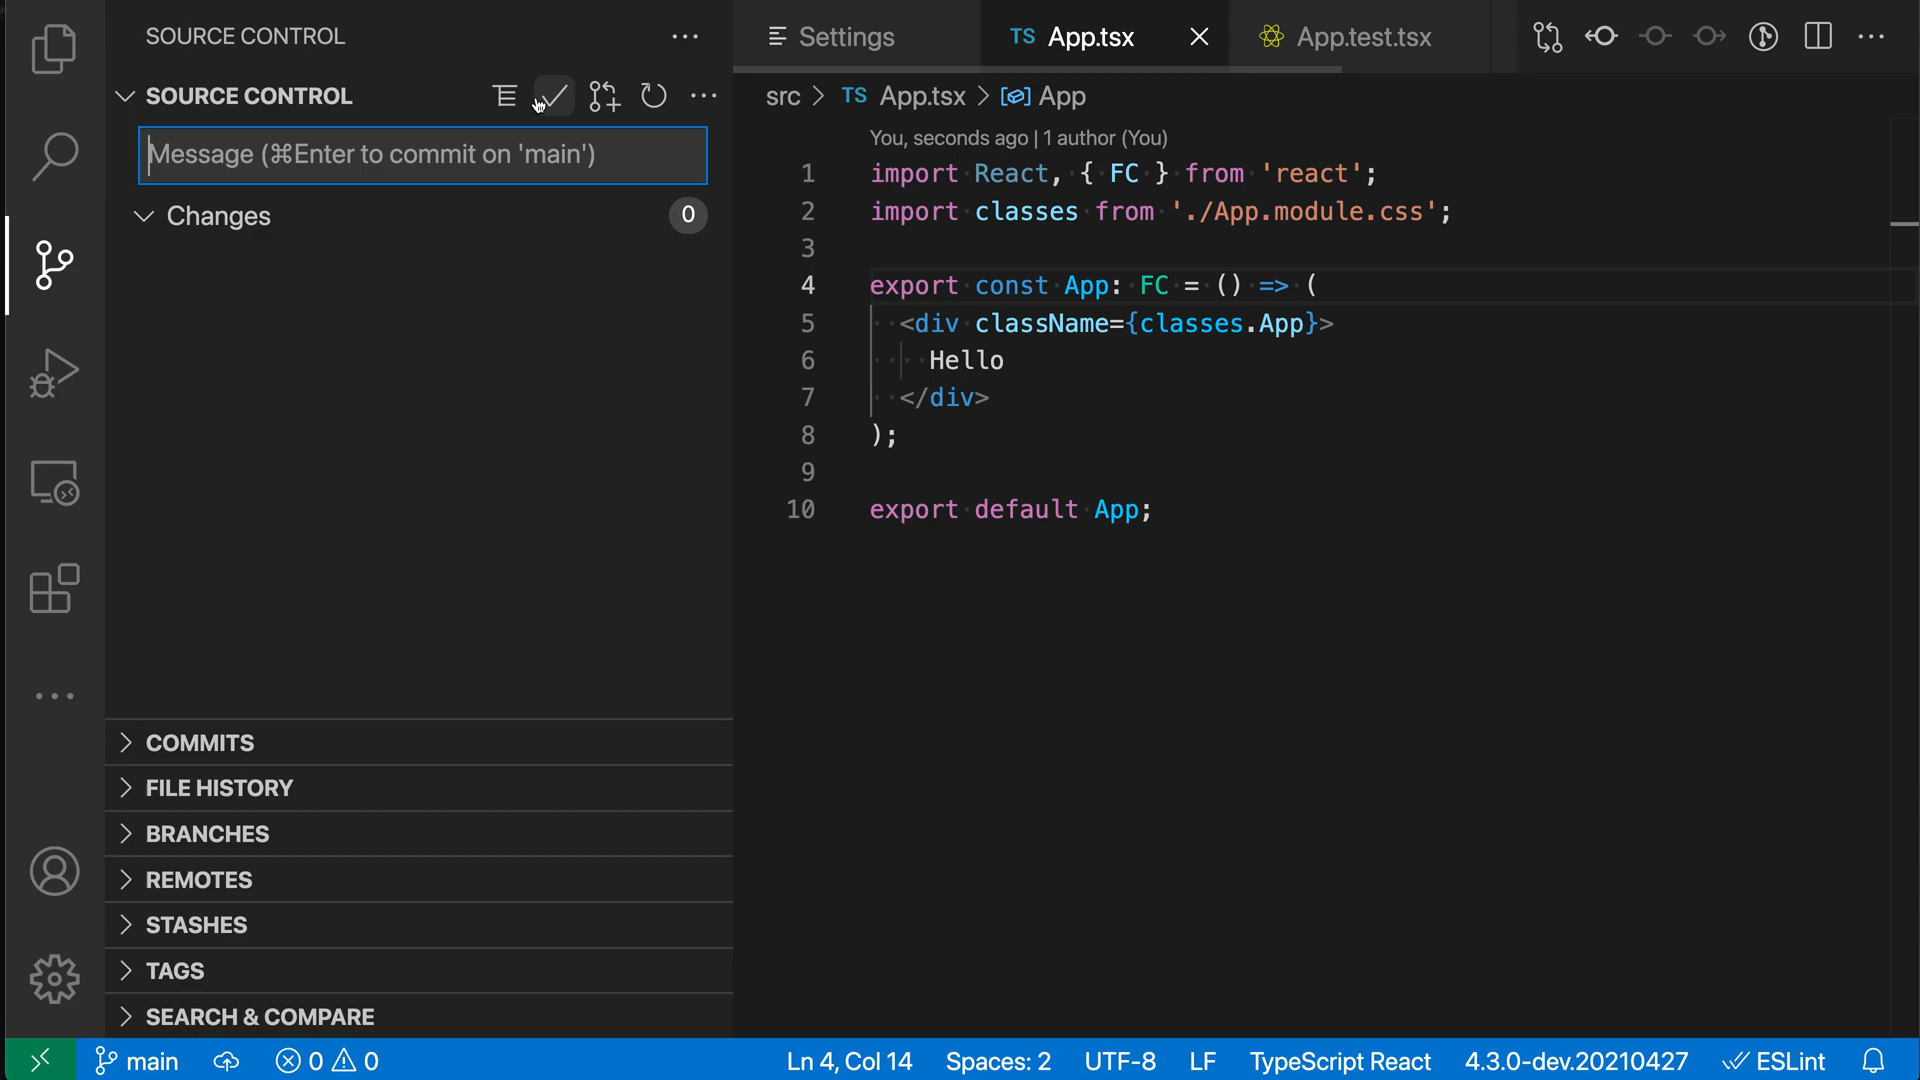 SOURCE CONTROL
SOURCE CONTROL
Message (⌘Enter to commit on 'main')
Changes
0
COMMITS
FILE HISTORY
BRANCHES
REMOTES
STASHES
TAGS
SEARCH & COMPARE
Settings
TS App.tsx
App.test.tsx
src > TS App.tsx > App
You, seconds ago | 1 author (You)
1 import React, { FC } from 'react';
2 import classes from './App.module.css';
3
4 export const App: FC = () => (
5 <div className={classes.App}>
6 Hello
7 </div>
8 );
9
10 export default App;
main
0
0
Ln 4, Col 14
Spaces: 2
UTF-8
LF
TypeScript React
4.3.0-dev.20210427
ESLint